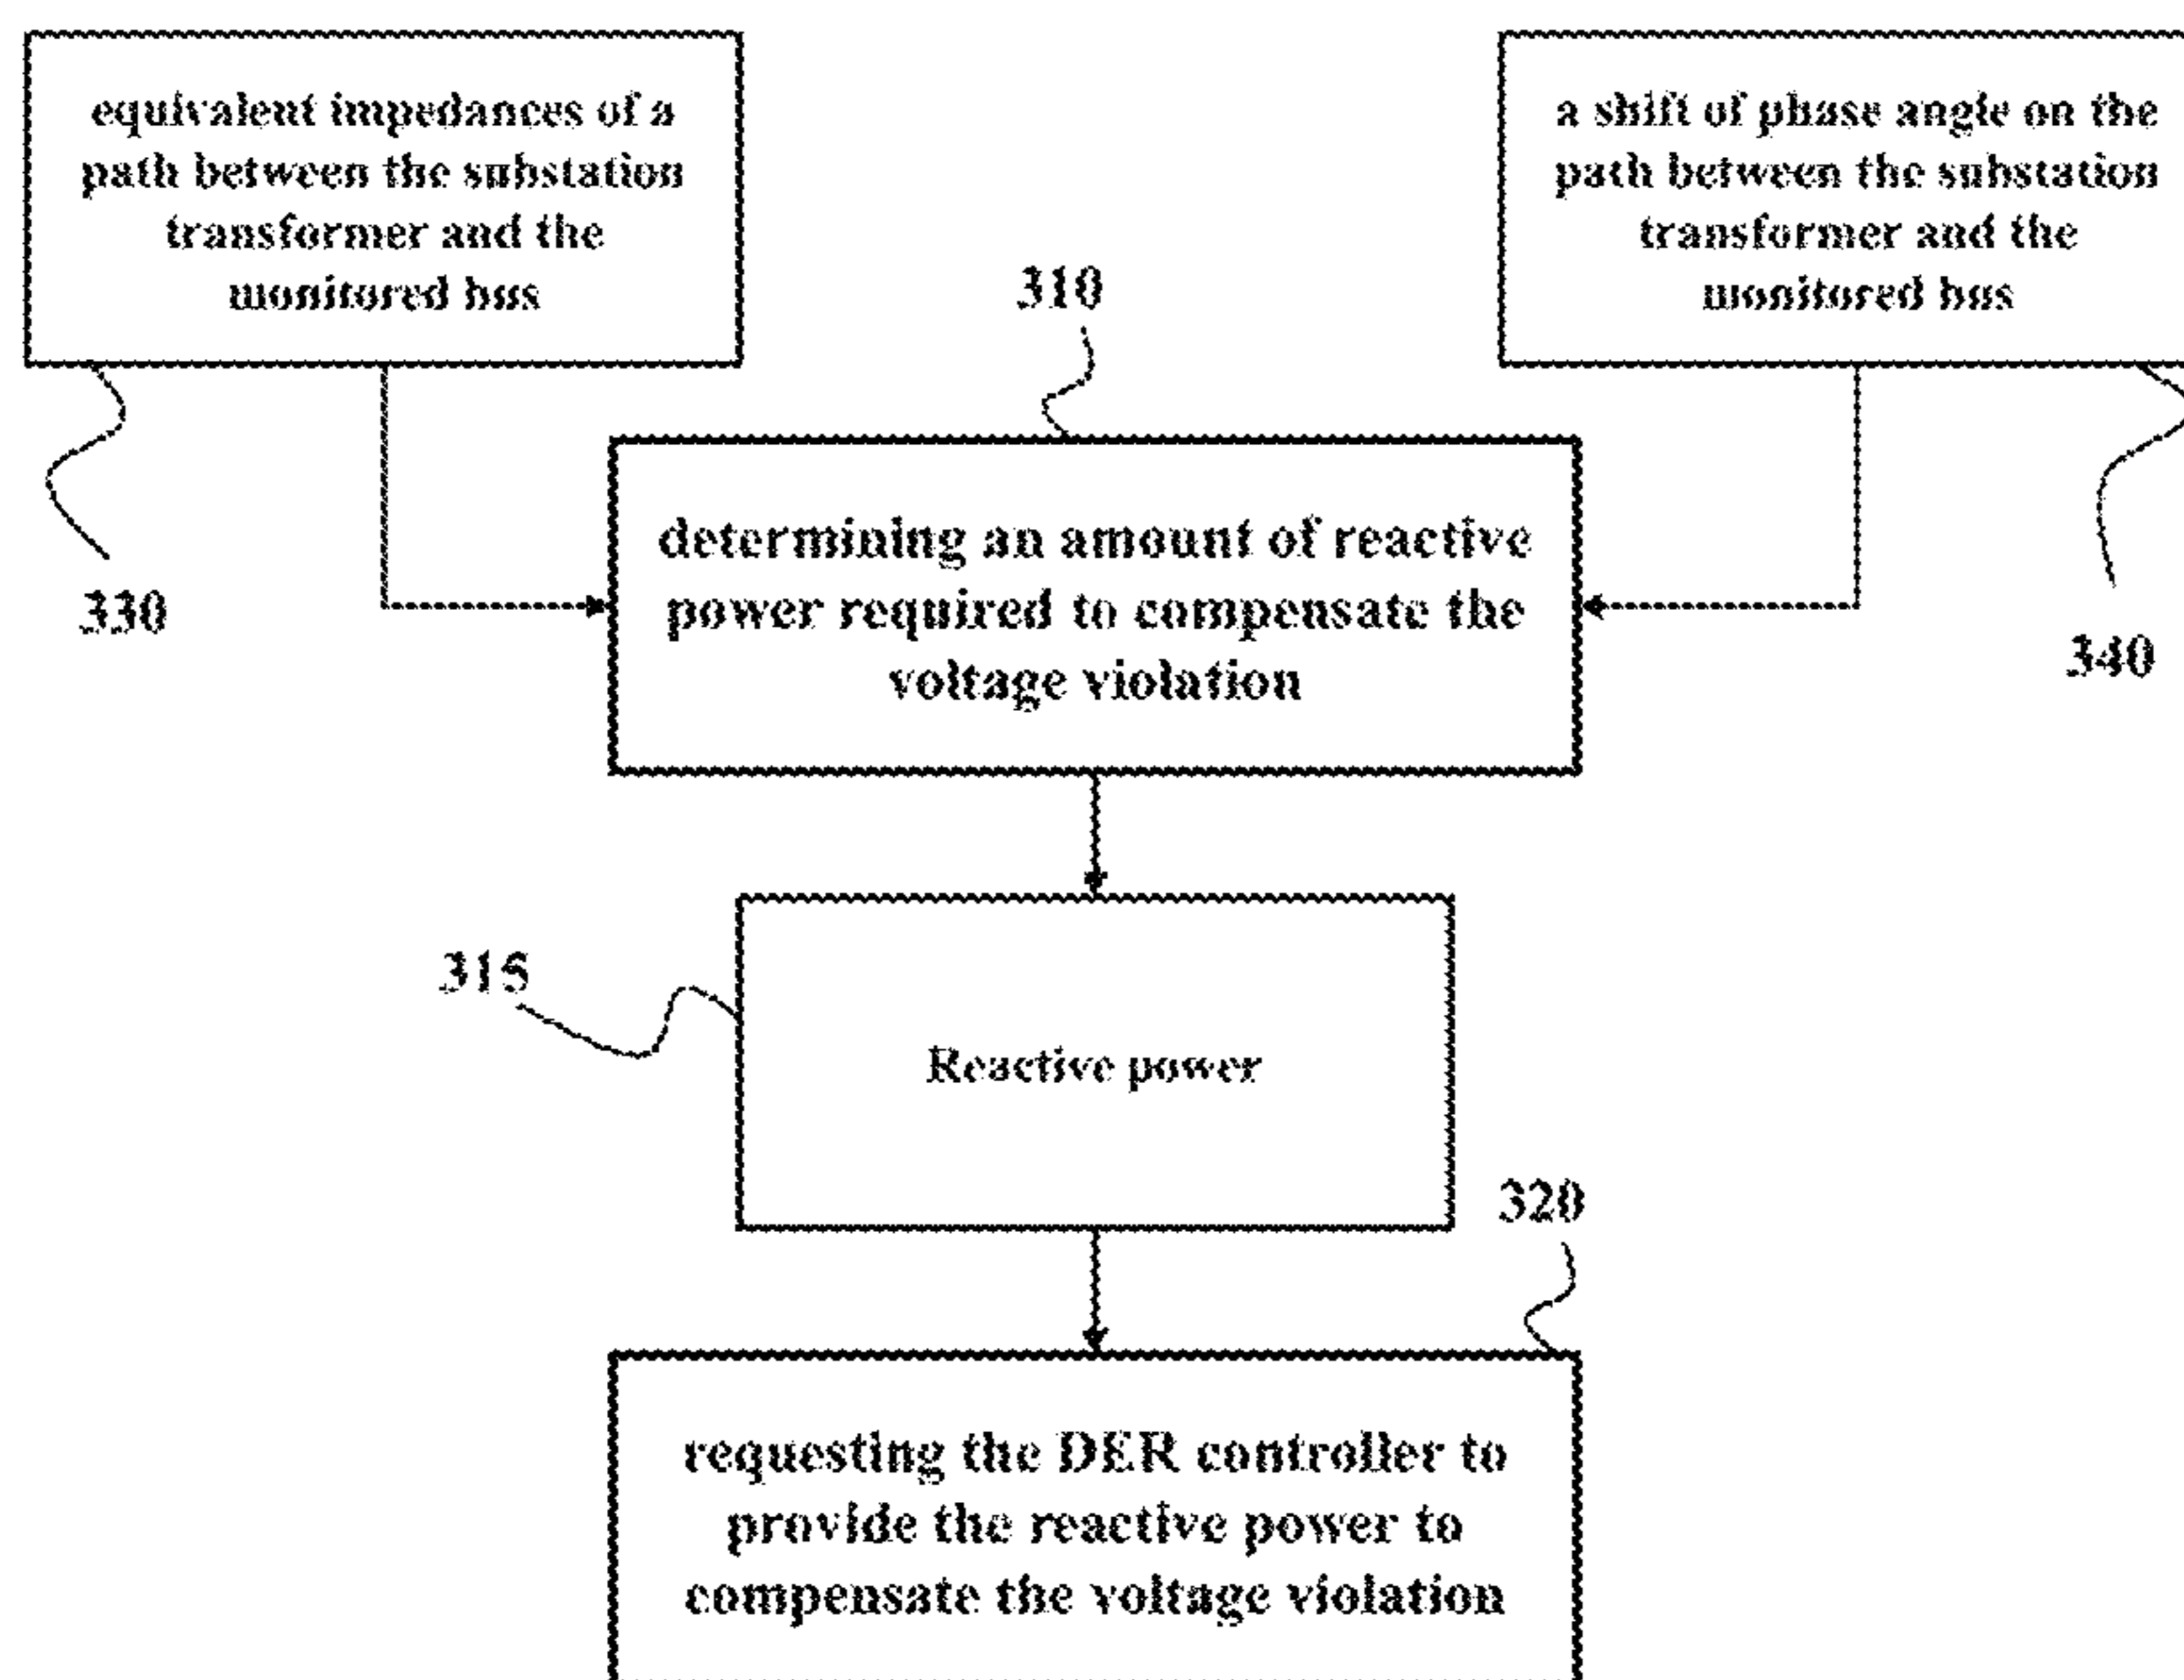 equivalent impedances of a
path between the substation
transformer and the
monitored bus
a shift of phase angle on the
path between the substation
transformer and the
monitored bus
310
330
340
determining an amount of reactive
power required to compensate the
voltage violation
315
Reactive power
320
requesting the DER controller to
provide the reactive power to
compensate the voltage violation